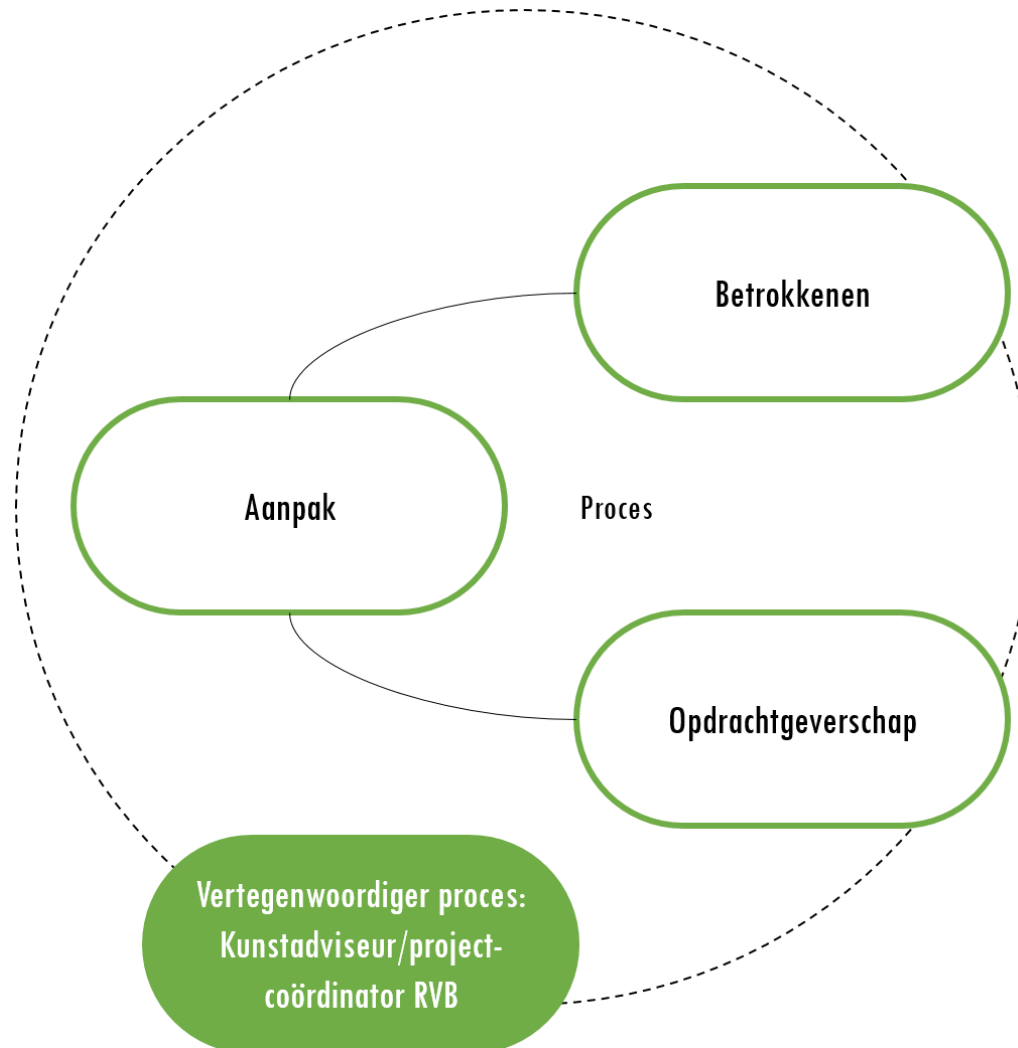 Betrokkenen
Aanpak
Proces
Opdrachtgeverschap
Vertegenwoordiger proces:
Kunstadviseur/project-
coördinator RVB